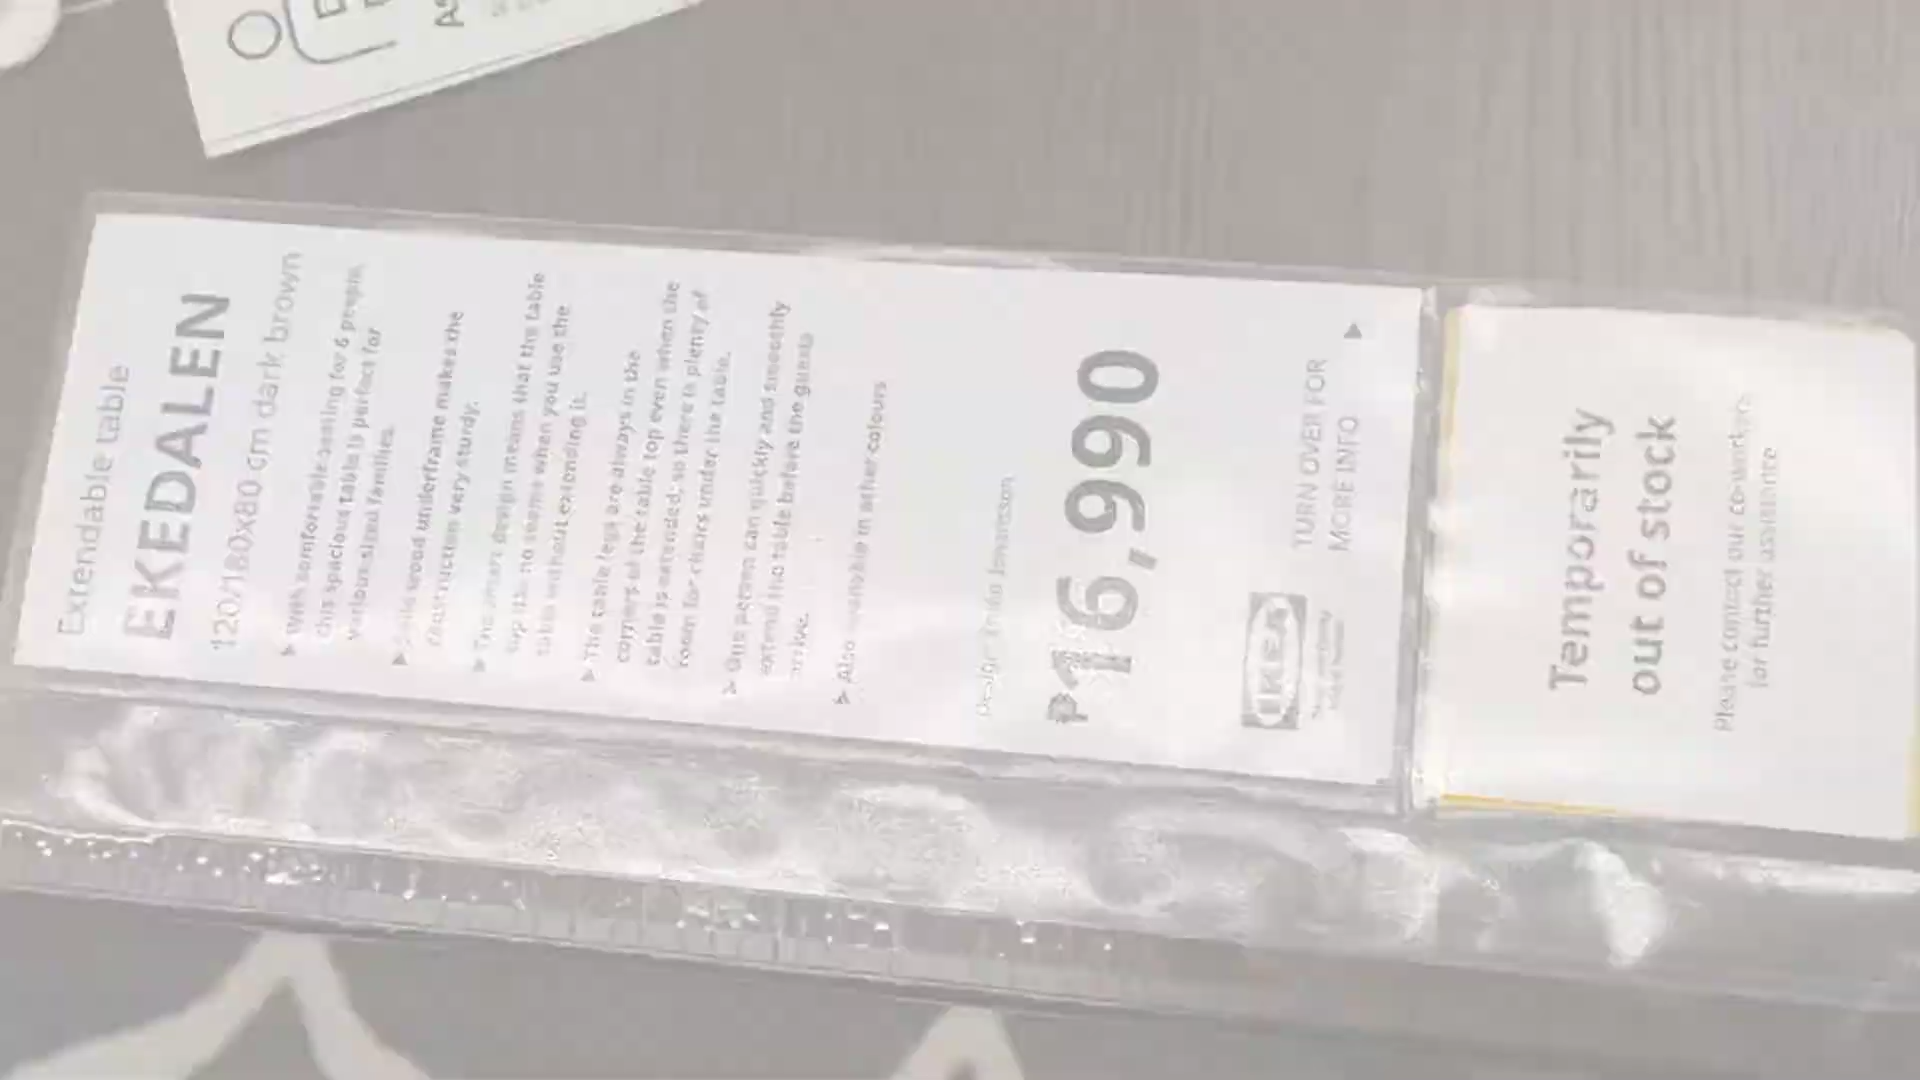 Extendable table
EKEDALEN
120/180x80 cm dark brown
With comfortable seating for 6 people,
this spacious table is perfect for
various sized families.
wood underframe makes the
construction very sturdy.
The smart design means that the table
top has no seams when you use the
table without extending it.
The table legs are always in the
corners of the table top even when the
table is extended, so there is plenty of
room for chairs under the table.
One person can quickly and smoothly
extend the table before the guests
arrive.
Also available in other colours
Design
₱16,990
TURN OVER FOR
MORE INFO
IKEA
Temporarily
out of stock
Please contact our co-workers
for further assistance